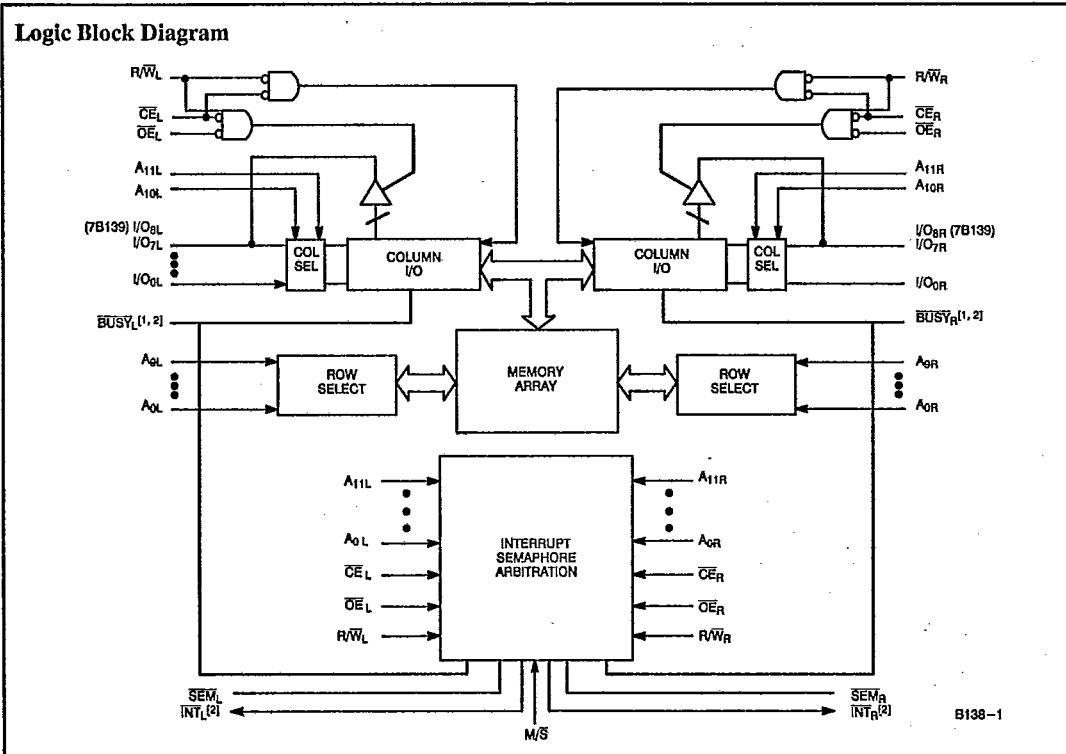 Logic Block Diagram
R/W̅L
R/W̅R
C̅E̅L
C̅E̅R
O̅E̅L
O̅E̅R
A11L
A11R
A10L
A10R
(7B139) I/O8L
I/O8R (7B139)
I/O7L
I/O7R
COL
SEL
COLUMN
I/O
COLUMN
I/O
COL
SEL
I/O0L
I/O0R
B̅U̅S̅Y̅L[1, 2]
B̅U̅S̅Y̅R[1, 2]
A9L
A9R
ROW
SELECT
MEMORY
ARRAY
ROW
SELECT
A0L
A0R
A11L
A11R
A0L
A0R
INTERRUPT
SEMAPHORE
ARBITRATION
C̅E̅L
C̅E̅R
O̅E̅L
O̅E̅R
R/W̅L
R/W̅R
S̅E̅M̅L
S̅E̅M̅R
I̅N̅T̅L[2]
I̅N̅T̅R[2]
M/S̅
B138-1